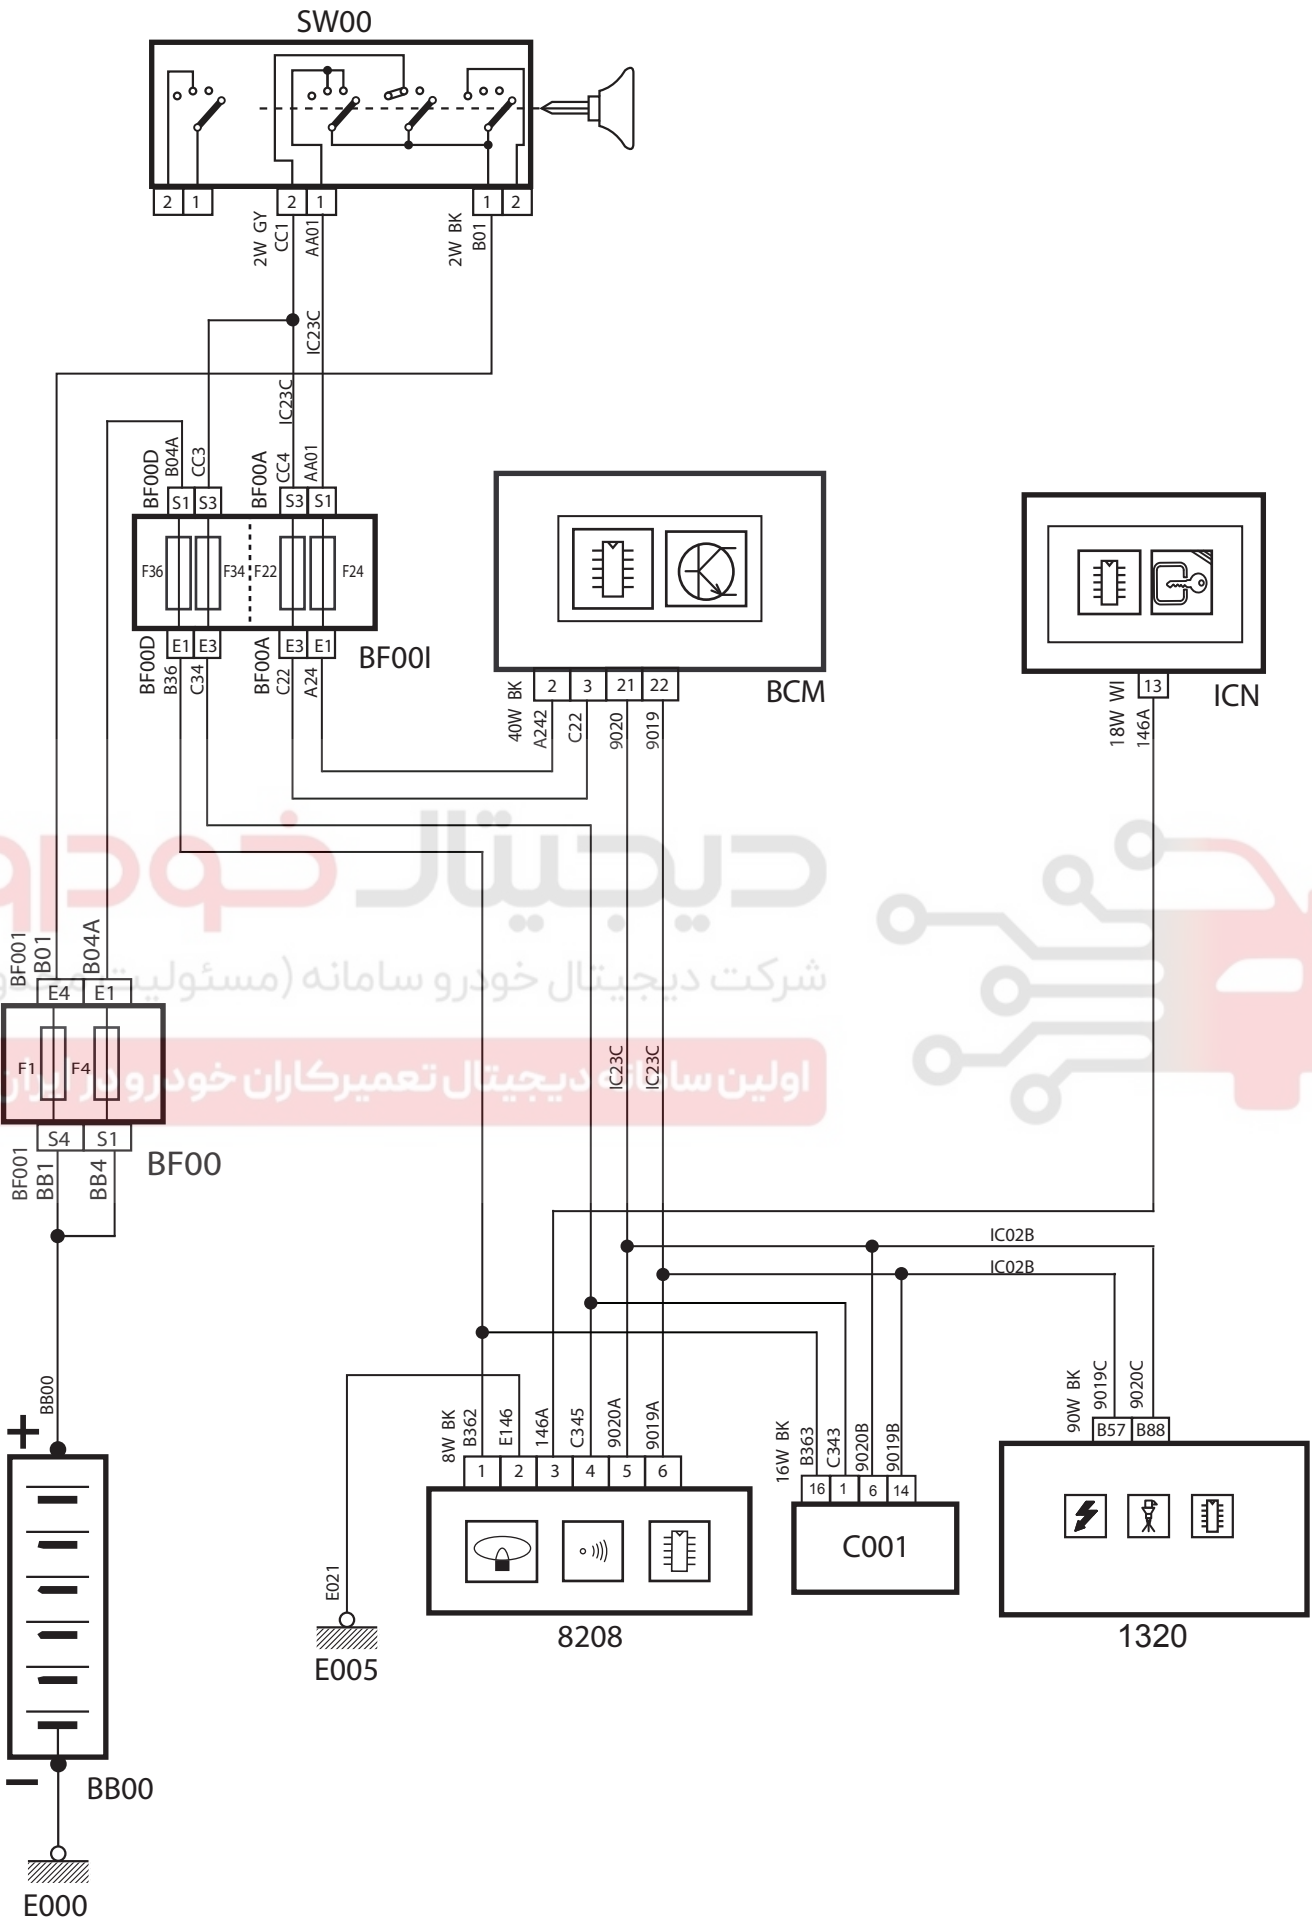 SW00
2 1 2 1 1 2
2W GY
CC1
AA01
2W BK
B01
IC23C
IC23C
BF00D
B04A
CC3
BF00A
CC4
AA01
S1 S3 S3 S1
F36 F34 F22 F24
E1 E3 E3 E1
BF00I
BF00D
B36
C34
BF00A
C22
A24
2 3 21 22
BCM
40W BK
A242
C22
9020
9019
13
ICN
18W WI
146A
دیجیتال خودرو
شرکت دیجیتال خودرو سامانه (مسئولیت
اولین سامانه دیجیتال تعمیرکاران خودرو در ایران
BF001
B01
B04A
E4 E1
F1 F4
S4 S1
BF00
BF001
BB1
BB4
IC23C
IC23C
IC02B
IC02B
BB00
+
8W BK
B362
E146
146A
C345
9020A
9019A
1 2 3 4 5 6
8208
16W BK
B363
C343
9020B
9019B
16 1 6 14
C001
90W BK
9019C
9020C
B57 B88
1320
E021
E005
–
BB00
E000